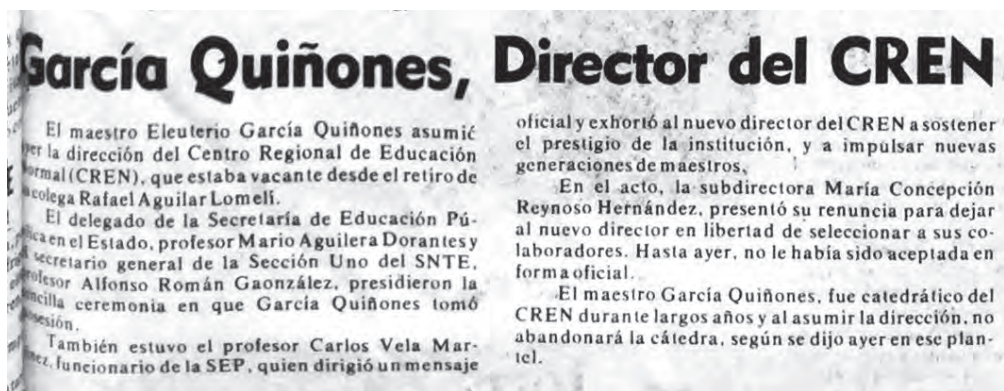 García Quiñones, Director del CREN
El maestro Eleuterio García Quiñones asumió
ayer la dirección del Centro Regional de Educación
Normal (CREN), que estaba vacante desde el retiro de
colega Rafael Aguilar Lomelí.
El delegado de la Secretaría de Educación Pú-
blica en el Estado, profesor Mario Aguilera Dorantes y
secretario general de la Sección Uno del SNTE,
profesor Alfonso Román Gaonzález, presidieron la
sencilla ceremonia en que García Quiñones tomó
posesión.
También estuvo el profesor Carlos Vela Mar-
tínez, funcionario de la SEP, quien dirigió un mensaje
oficial y exhortó al nuevo director del CREN a sostener
el prestigio de la institución, y a impulsar nuevas
generaciones de maestros.
En el acto, la subdirectora María Concepción
Reynoso Hernández, presentó su renuncia para dejar
al nuevo director en libertad de seleccionar a sus co-
laboradores. Hasta ayer, no le había sido aceptada en
forma oficial.
El maestro García Quiñones, fue catedrático del
CREN durante largos años y al asumir la dirección, no
abandonará la cátedra, según se dijo ayer en ese plan-
tel.